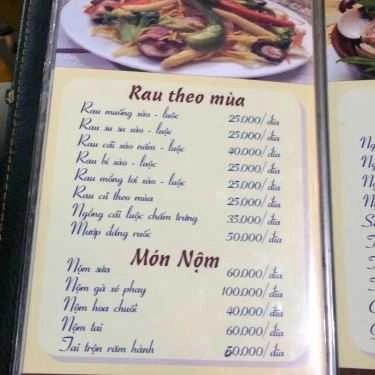 Rau theo mùa
Rau muống xào - luộc 25.000/đĩa
Rau su su xào - luộc 25.000/đĩa
Rau cải xào nấm - luộc 40.000/đĩa
Rau bí xào - luộc 25.000/đĩa
Rau mồng tơi xào - luộc 25.000/đĩa
Rau củ theo mùa 25.000/đĩa
Ngồng cải luộc chấm trứng 35.000/đĩa
Mướp đắng ruốc 50.000/đĩa
Món Nộm
Nộm sứa 60.000/đĩa
Nộm gà xé phay 100.000/đĩa
Nộm hoa chuối 40.000/đĩa
Nộm tai 60.000/đĩa
Tai trộn răm hành 50.000/đĩa